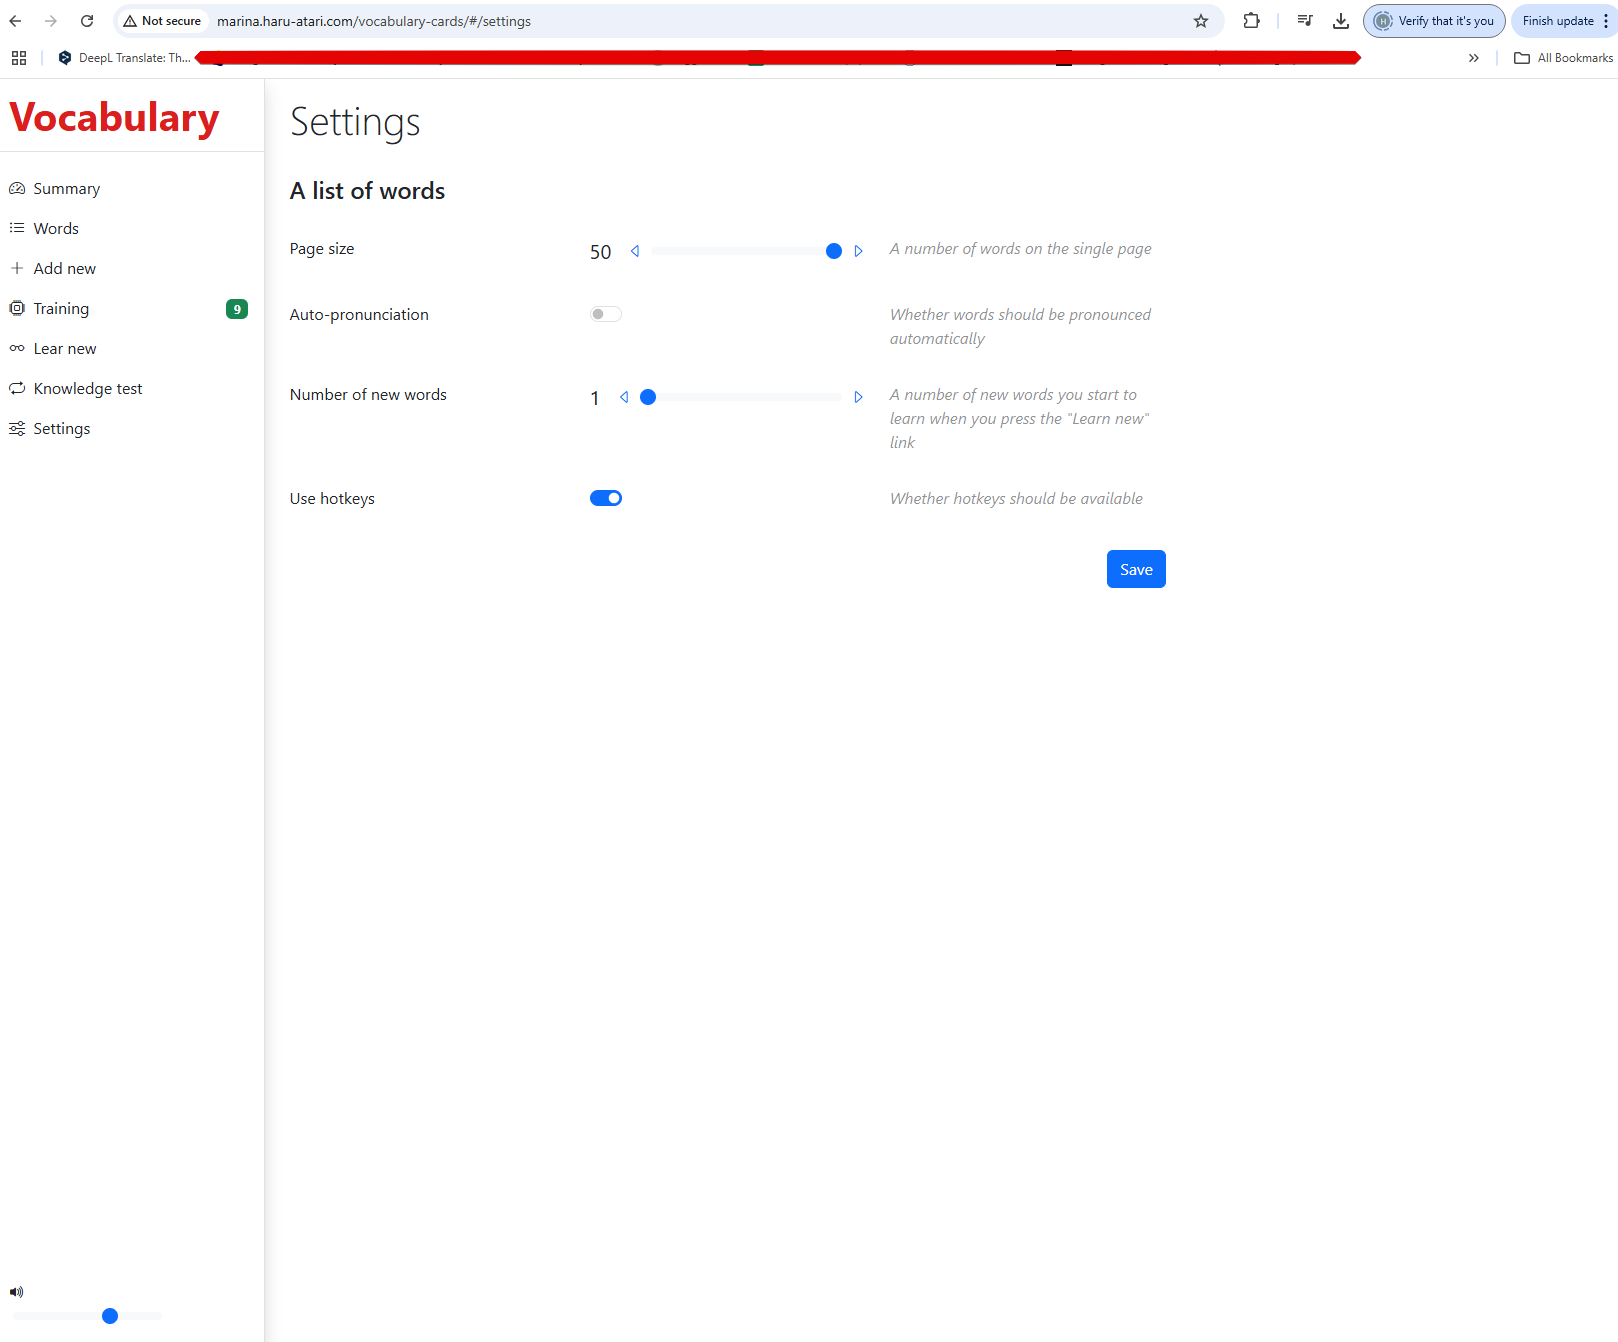 Not secure
marina.haru-atari.com/vocabulary-cards/#/settings
H
Verify that it's you
Finish update
DeepL Translate: Th...
All Bookmarks
Vocabulary
Summary
Words
Add new
Training 9
Lear new
Knowledge test
Settings
Settings
A list of words
Page size
50
A number of words on the single page
Auto-pronunciation
Whether words should be pronounced
automatically
Number of new words
1
A number of new words you start to
learn when you press the "Learn new"
link
Use hotkeys
Whether hotkeys should be available
Save